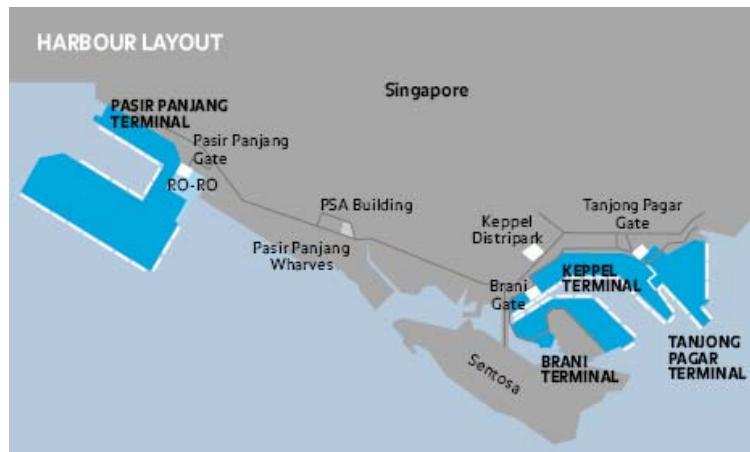 HARBOUR LAYOUT
Singapore
PASIR PANJANG
TERMINAL
Pasir Panjang
Gate
RO-RO
PSA Building
Pasir Panjang
Wharves
Keppel
Distripark
Tanjong Pagar
Gate
Brani
Gate
KEPPEL
TERMINAL
Sentosa
BRANI
TERMINAL
TANJONG
PAGAR
TERMINAL